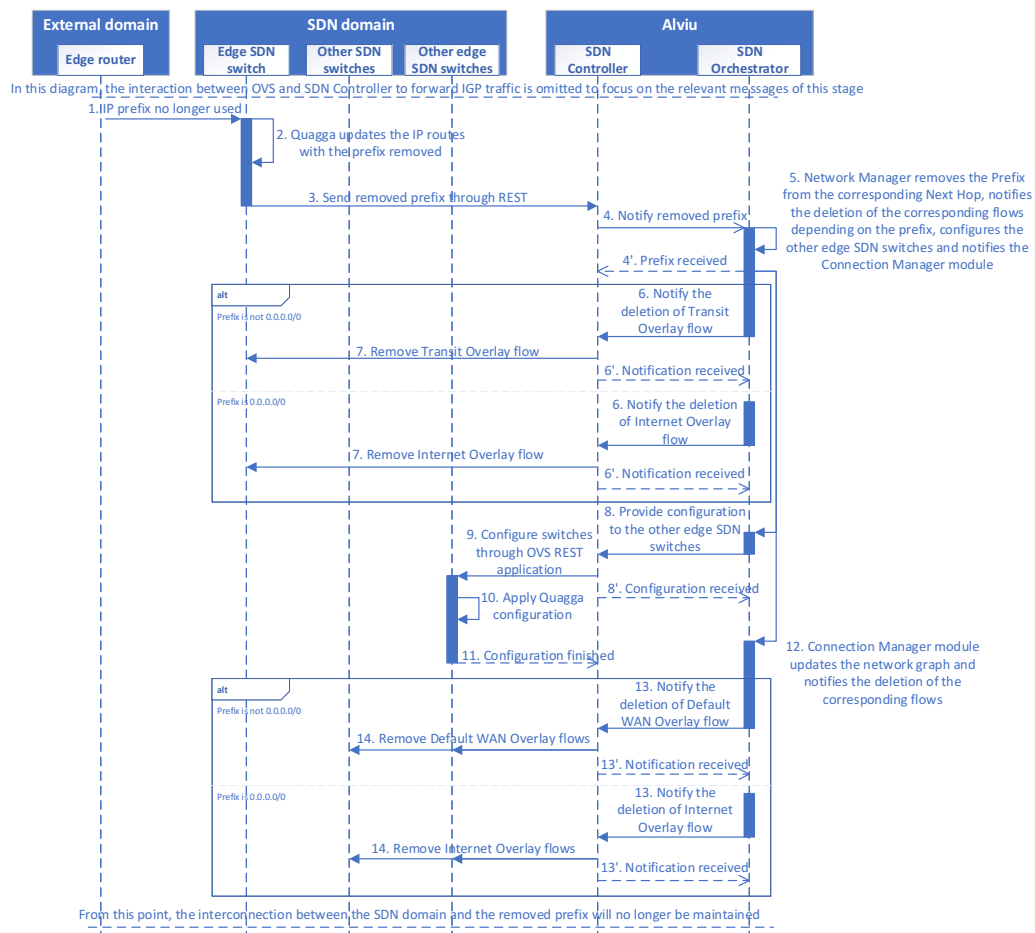 External domain
SDN domain
Alviu
Edge router
Edge SDN
switch
Other SDN
switches
Other edge
SDN switches
SDN
Controller
SDN
Orchestrator
In this diagram, the interaction between OVS and SDN Controller to forward IGP traffic is omitted to focus on the relevant messages of this stage
1. IP prefix no longer used
2. Quagga updates the IP routes
with the prefix removed
3. Send removed prefix through REST
4. Notify removed prefix
5. Network Manager removes the Prefix
from the corresponding Next Hop, notifies
the deletion of the corresponding flows
depending on the prefix, configures the
other edge SDN switches and notifies the
Connection Manager module
4'. Prefix received
alt
Prefix is not 0.0.0.0/0
6. Notify the
deletion of Transit
Overlay flow
7. Remove Transit Overlay flow
6'. Notification received
Prefix is 0.0.0.0/0
6. Notify the deletion
of Internet Overlay
flow
7. Remove Internet Overlay flow
6'. Notification received
8. Provide configuration
to the other edge SDN
switches
9. Configure switches
through OVS REST
application
8'. Configuration received
10. Apply Quagga
configuration
11. Configuration finished
12. Connection Manager module
updates the network graph and
notifies the deletion of the
corresponding flows
alt
Prefix is not 0.0.0.0/0
13. Notify the
deletion of Default
WAN Overlay flow
14. Remove Default WAN Overlay flows
13'. Notification received
Prefix is 0.0.0.0/0
13. Notify the
deletion of Internet
Overlay flow
14. Remove Internet Overlay flows
13'. Notification received
From this point, the interconnection between the SDN domain and the removed prefix will no longer be maintained